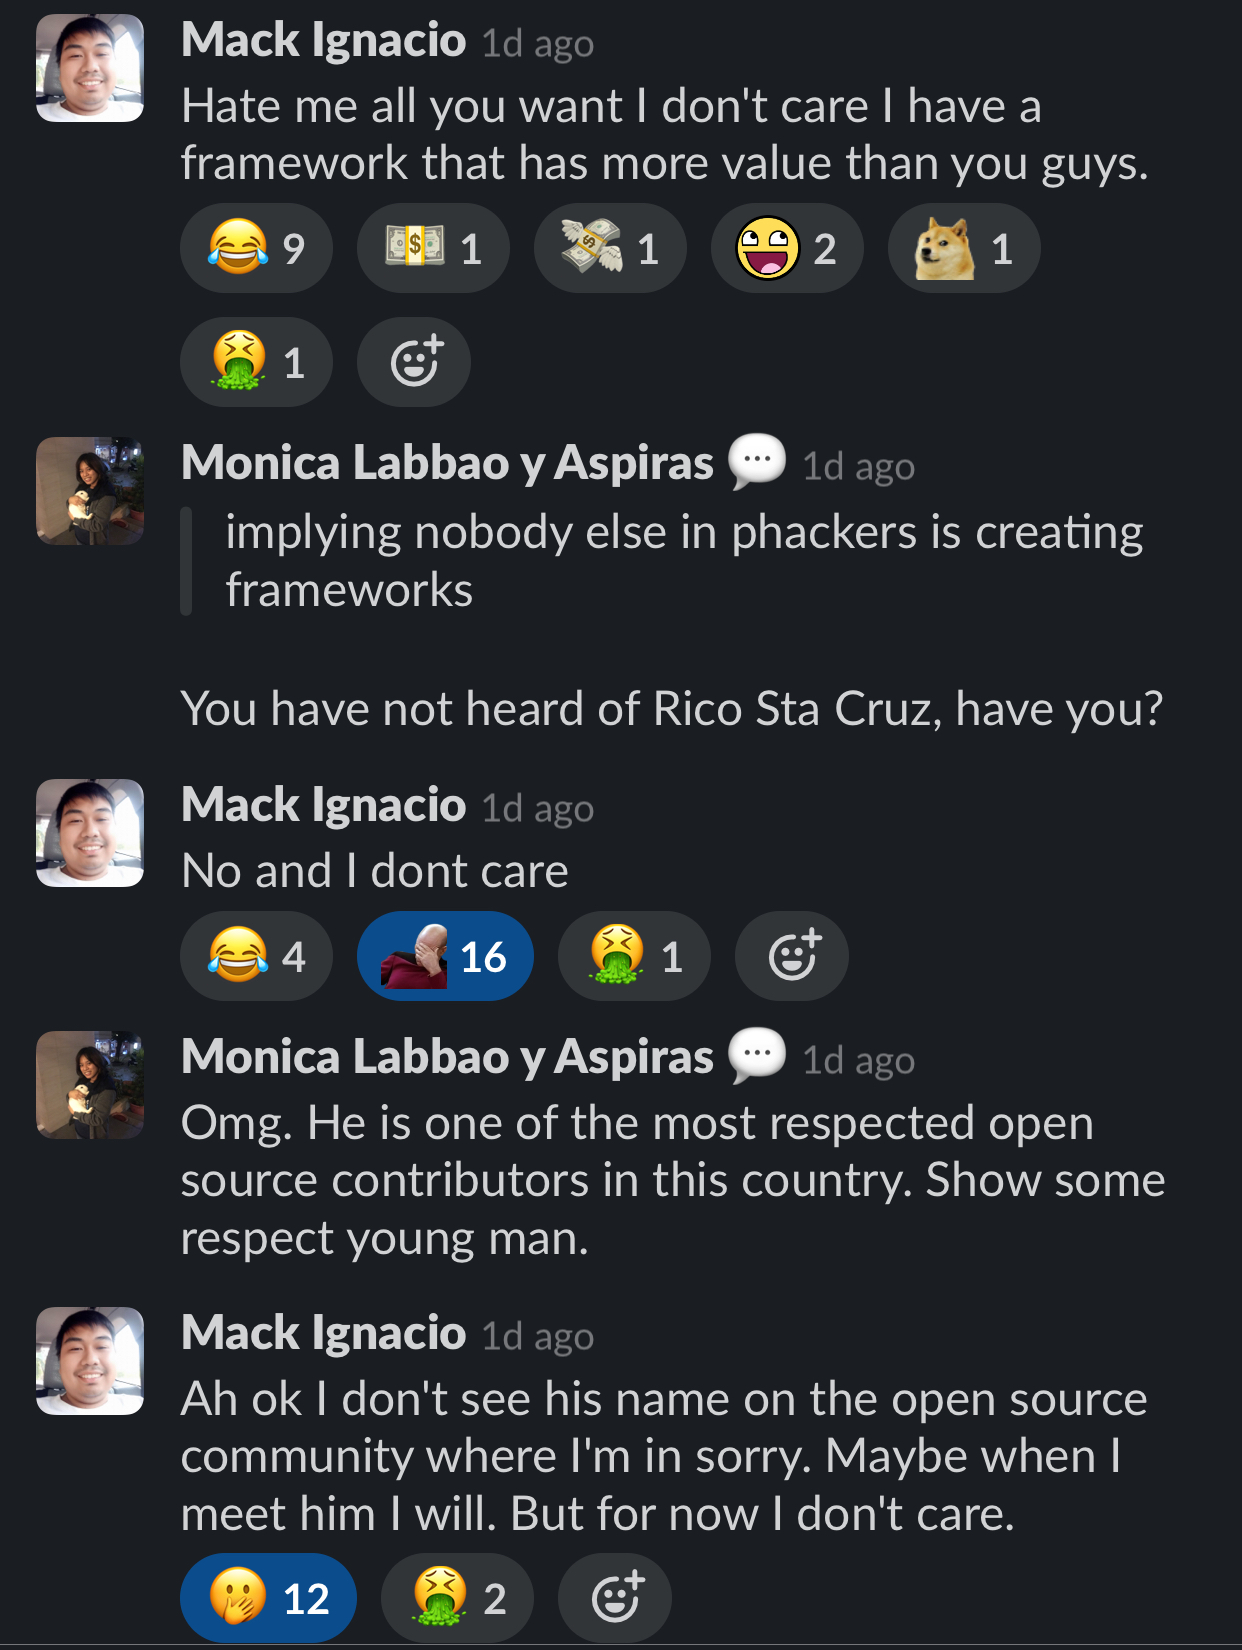 Mack Ignacio 1d ago
Hate me all you want I don't care I have a
framework that has more value than you guys.
9 1 1 2 1
1
Monica Labbao y Aspiras 1d ago
implying nobody else in phackers is creating
frameworks
You have not heard of Rico Sta Cruz, have you?
Mack Ignacio 1d ago
No and I dont care
4 16 1
Monica Labbao y Aspiras 1d ago
Omg. He is one of the most respected open
source contributors in this country. Show some
respect young man.
Mack Ignacio 1d ago
Ah ok I don't see his name on the open source
community where I'm in sorry. Maybe when I
meet him I will. But for now I don't care.
12 2